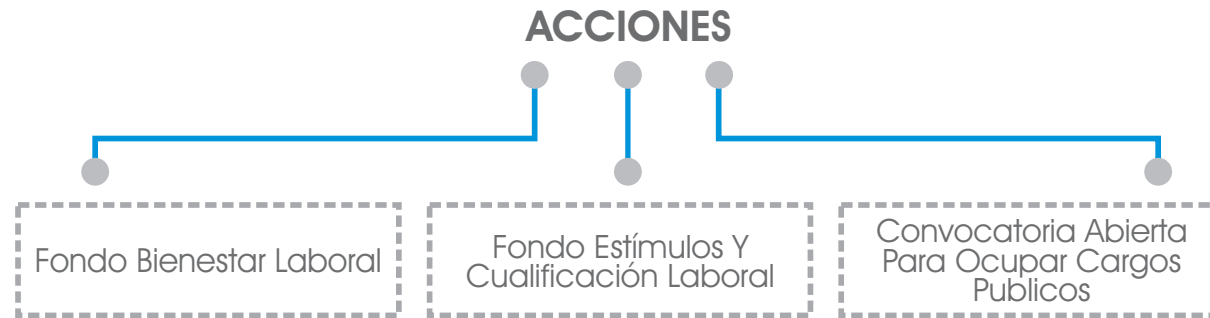 ACCIONES
Fondo Bienestar Laboral
Fondo Estímulos Y
Cualificación Laboral
Convocatoria Abierta
Para Ocupar Cargos
Publicos